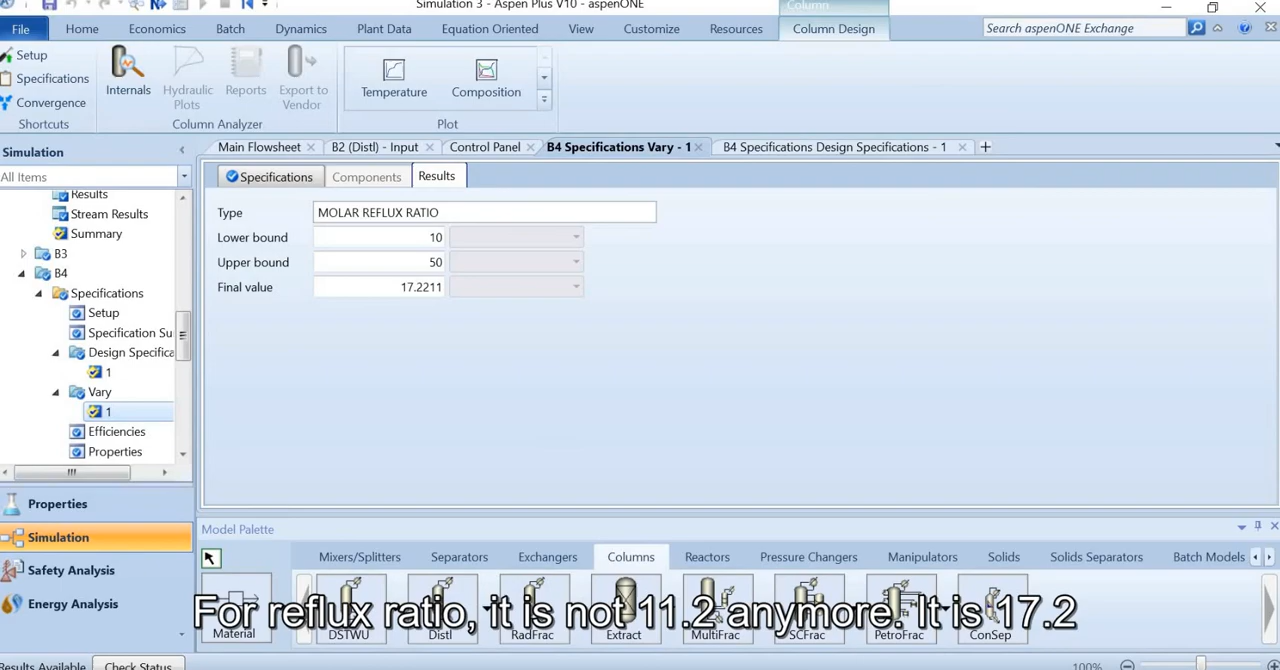 Simulation 3 - Aspen Plus V10 - aspenONE
Column
File Home Economics Batch Dynamics Plant Data Equation Oriented View Customize Resources Column Design Search aspenONE Exchange
Setup
Specifications
Convergence
Shortcuts
Internals
Hydraulic Plots
Reports
Export to Vendor
Column Analyzer
Temperature
Composition
Plot
Simulation
All Items
Results
Stream Results
Summary
B3
B4
Specifications
Setup
Specification Su
Design Specifica
1
Vary
1
Efficiencies
Properties
Properties
Simulation
Safety Analysis
Energy Analysis
Main Flowsheet B2 (Distl) - Input Control Panel B4 Specifications Vary - 1 B4 Specifications Design Specifications - 1
Specifications Components Results
Type MOLAR REFLUX RATIO
Lower bound 10
Upper bound 50
Final value 17.2211
Model Palette
Mixers/Splitters Separators Exchangers Columns Reactors Pressure Changers Manipulators Solids Solids Separators Batch Models
Material DSTWU Distl RadFrac Extract MultiFrac SCFrac PetroFrac ConSep
For reflux ratio, it is not 11.2 anymore. It is 17.2
Results Available Check Status 100%